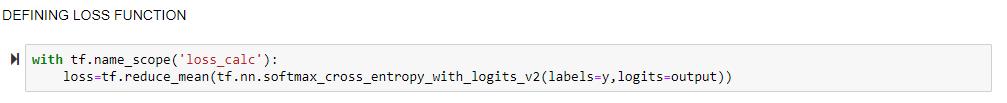 DEFINING LOSS FUNCTION
with tf.name_scope('loss_calc'):
    loss=tf.reduce_mean(tf.nn.softmax_cross_entropy_with_logits_v2(labels=y,logits=output))